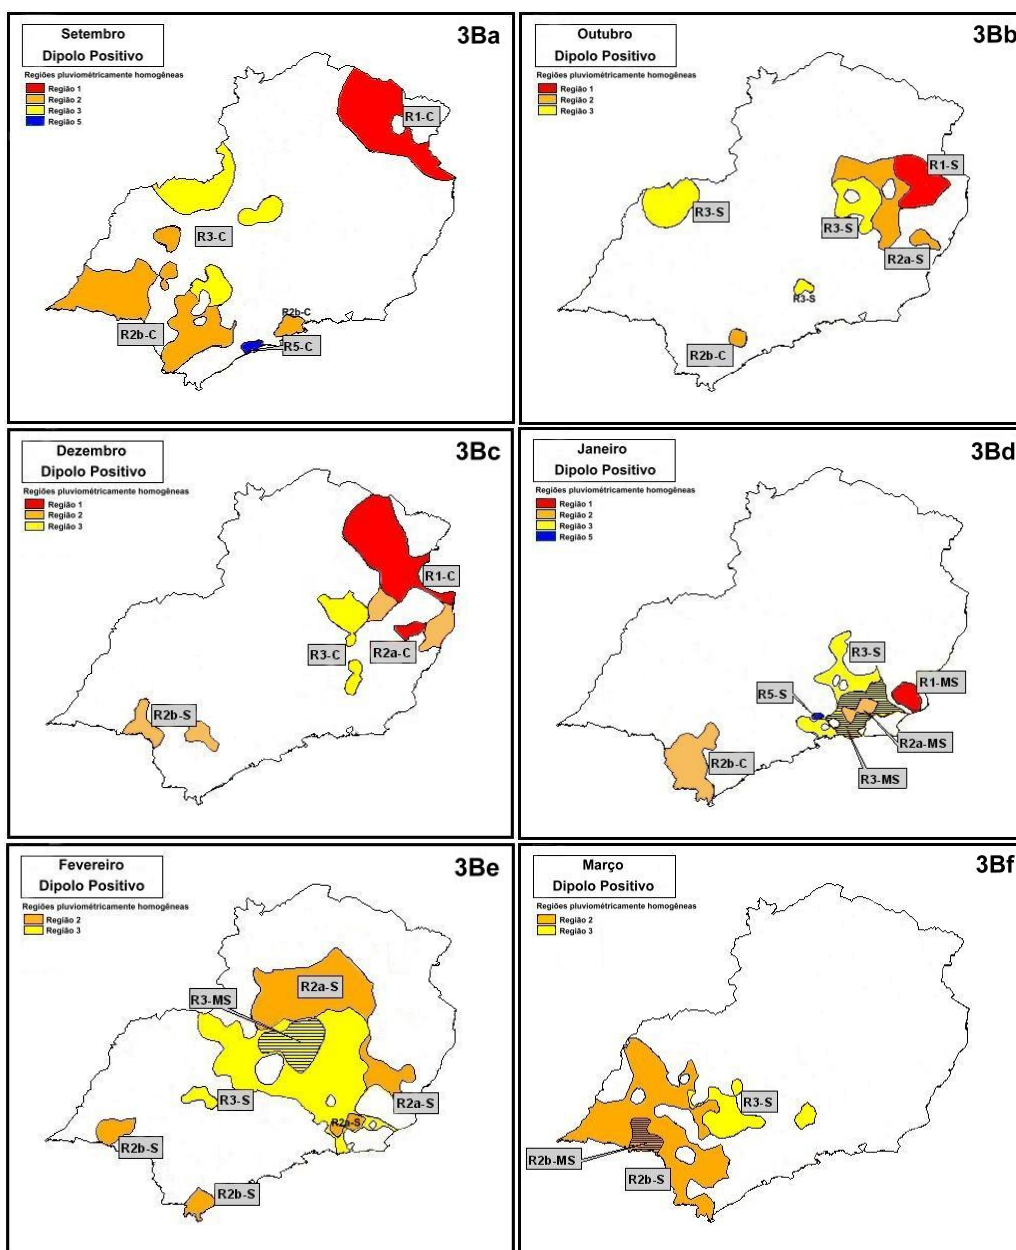 Setembro
Dipolo Positivo
3Ba
Regiões pluviométricamente homogêneas
Região 1
Região 2
Região 3
Região 5
R1-C
R3-C
R2b-C
R2b-C
R5-C
Outubro
Dipolo Positivo
3Bb
Regiões pluviométricamente homogêneas
Região 1
Região 2
Região 3
R1-S
R3-S
R3-S
R2a-S
R3-S
R2b-C
Dezembro
Dipolo Positivo
3Bc
Regiões pluviométricamente homogêneas
Região 1
Região 2
Região 3
R1-C
R3-C
R2a-C
R2b-S
Janeiro
Dipolo Positivo
3Bd
Regiões pluviométricamente homogêneas
Região 1
Região 2
Região 3
Região 5
R3-S
R1-MS
R5-S
R2a-MS
R2b-C
R3-MS
Fevereiro
Dipolo Positivo
3Be
Regiões pluviométricamente homogêneas
Região 2
Região 3
R2a-S
R3-MS
R3-S
R2a-S
R2a-S
R2b-S
R2b-S
Março
Dipolo Positivo
3Bf
Regiões pluviométricamente homogêneas
Região 2
Região 3
R3-S
R2b-MS
R2b-S